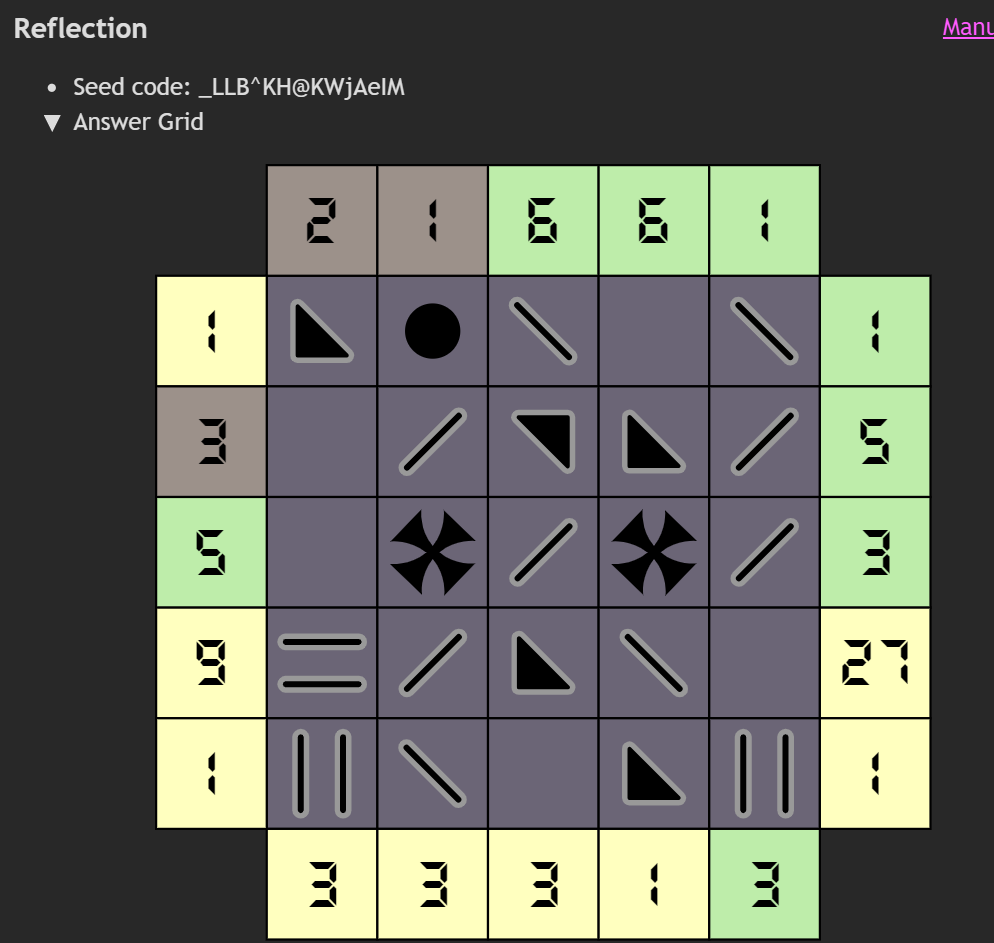 Reflection
Manu
• Seed code: _LLB^KH@KWjAeIM
▼ Answer Grid
2 1 6 6 1
1 1
3 5
5 3
9 27
1 1
3 3 3 1 3